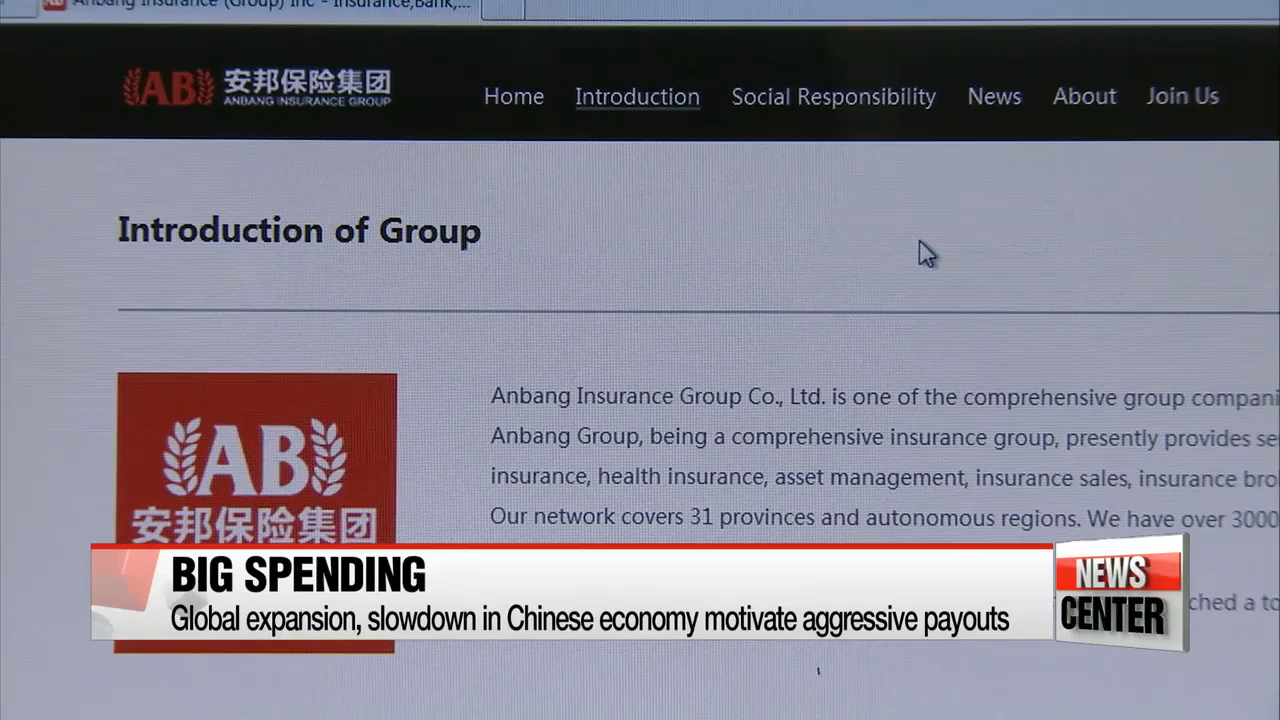 Anbang Insurance (Group) Inc - Insurance,Bank,...
AB 安邦保险集团
ANBANG INSURANCE GROUP
Home Introduction Social Responsibility News About Join Us
Introduction of Group
AB
安邦保险集团
Anbang Insurance Group Co., Ltd. is one of the comprehensive group compani
Anbang Group, being a comprehensive insurance group, presently provides se
insurance, health insurance, asset management, insurance sales, insurance bro
Our network covers 31 provinces and autonomous regions. We have over 3000
ched a to
BIG SPENDING
Global expansion, slowdown in Chinese economy motivate aggressive payouts
NEWS
CENTER